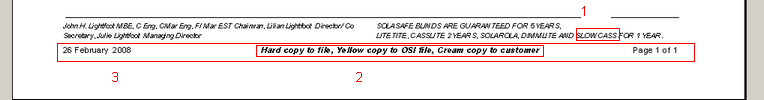 1
John H. Lightfoot MBE, C Eng, CMar Eng, FI Mar EST Chairman, Lilian Lightfoot Director/ Co
Secretary, Julie Lightfoot Managing Director
SOLASAFE BLINDS ARE GUARANTEED FOR 5 YEARS,
LITETITE, CASSLITE 2 YEARS, SOLAROLA, DIMMLITE AND SLOWCASS FOR 1 YEAR.
26 February 2008 Hard copy to file, Yellow copy to OSI file, Cream copy to customer Page 1 of 1
3 2